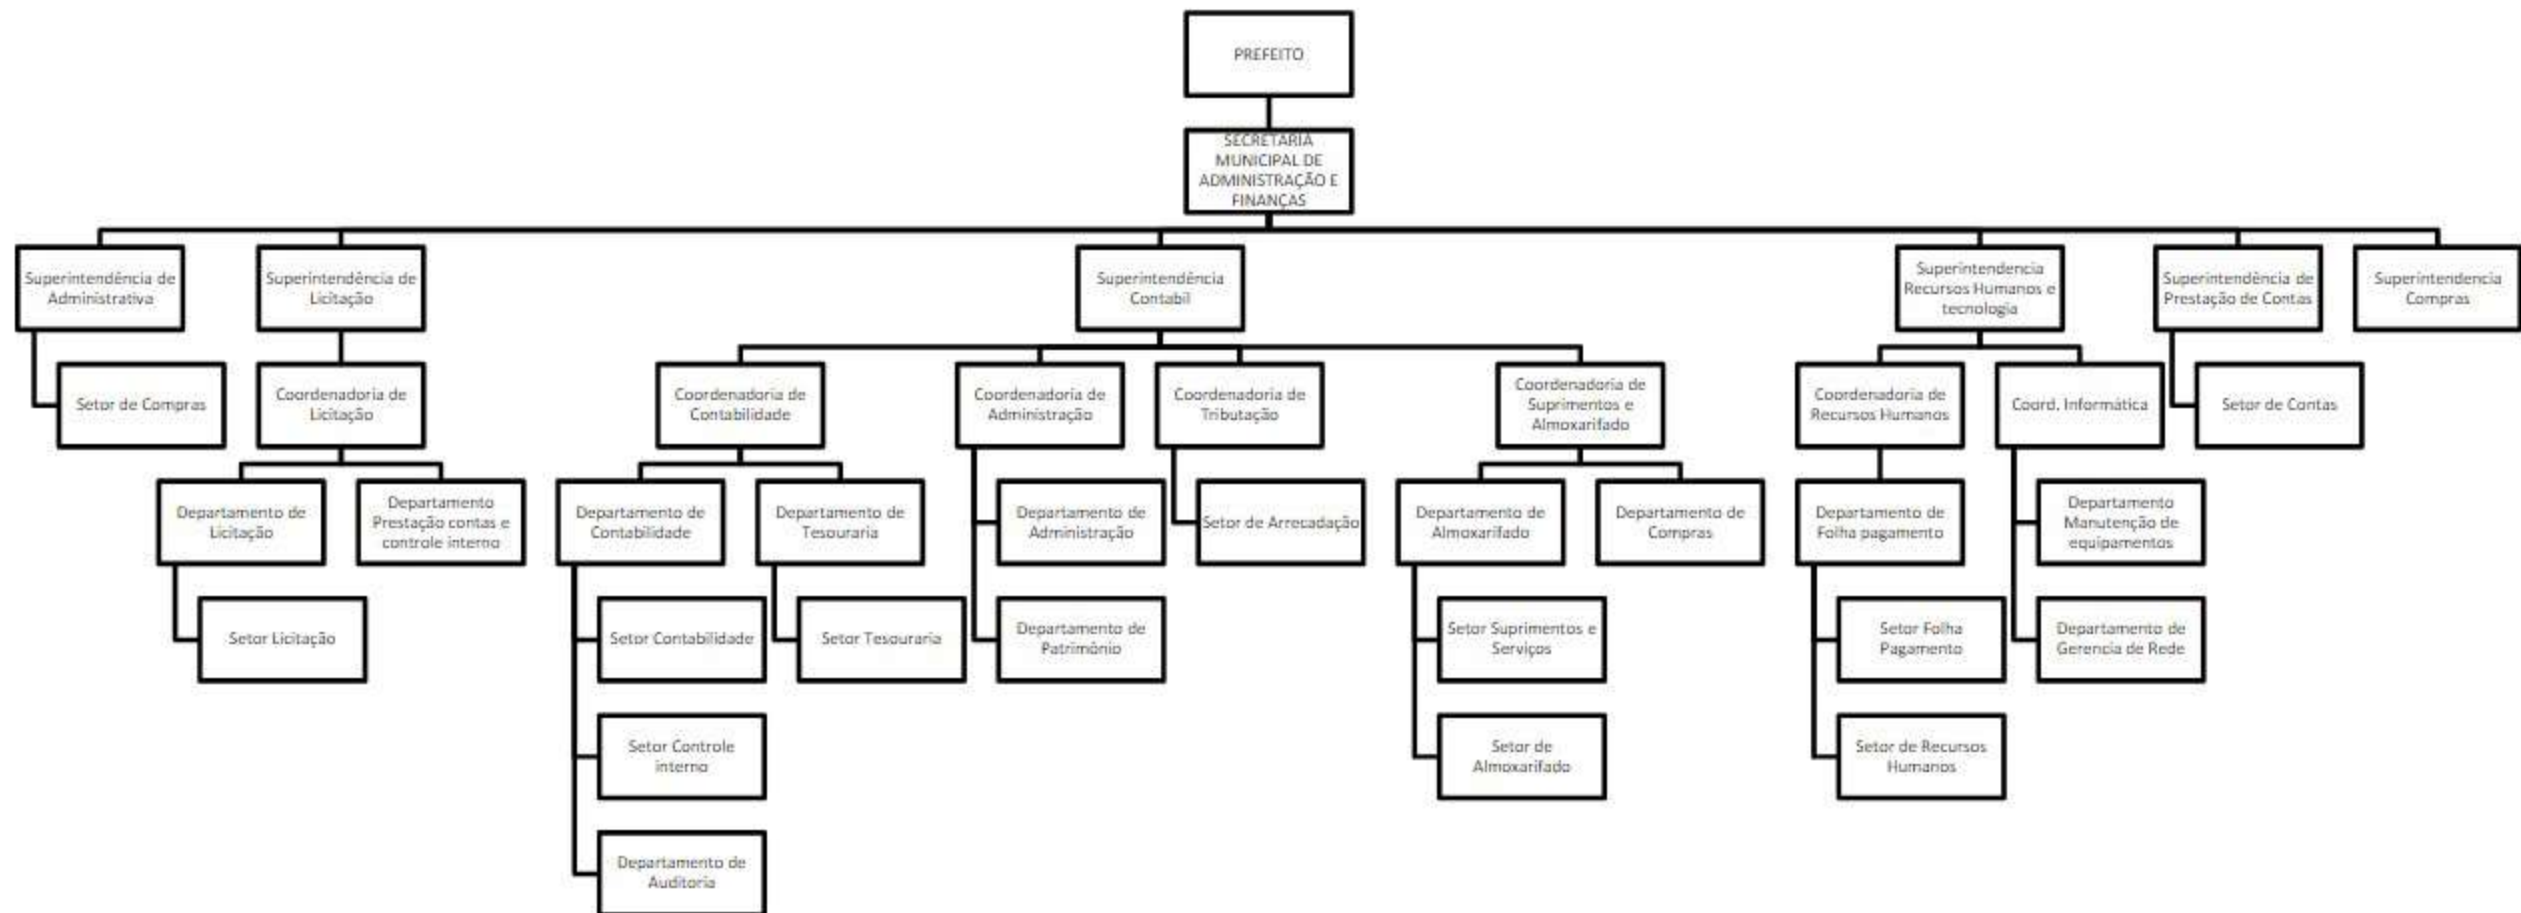 PREFEITO
SECRETARIA
MUNICIPAL DE
ADMINISTRAÇÃO E
FINANÇAS
Superintendência de
Administrativa
Superintendência de
Licitação
Superintendência
Contabil
Superintendencia
Recursos Humanos e
tecnologia
Superintendência de
Prestação de Contas
Superintendencia
Compras
Setor de Compras
Coordenadoria de
Licitação
Coordenadoria de
Contabilidade
Coordenadoria de
Administração
Coordenadoria de
Tributação
Coordenadoria de
Suprimentos e
Almoxarifado
Coordenadoria de
Recursos Humanos
Coord. Informática
Setor de Contas
Departamento de
Licitação
Departamento
Prestação contas e
controle interno
Departamento de
Contabilidade
Departamento de
Tesouraria
Departamento de
Administração
Setor de Arrecadação
Departamento de
Almoxarifado
Departamento de
Compras
Departamento de
Folha pagamento
Departamento
Manutenção de
equipamentos
Setor Licitação
Setor Contabilidade
Setor Tesouraria
Departamento de
Patrimônio
Setor Suprimentos e
Serviços
Setor Folha
Pagamento
Departamento de
Gerencia de Rede
Setor Controle
interno
Setor de
Almoxarifado
Setor de Recursos
Humanos
Departamento de
Auditoria